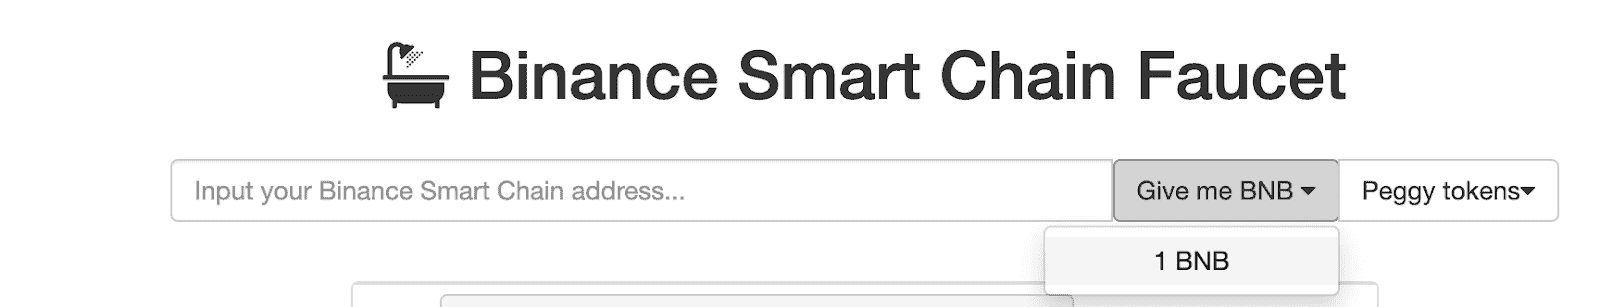 Binance Smart Chain Faucet
Input your Binance Smart Chain address...
Give me BNB
Peggy tokens
1 BNB